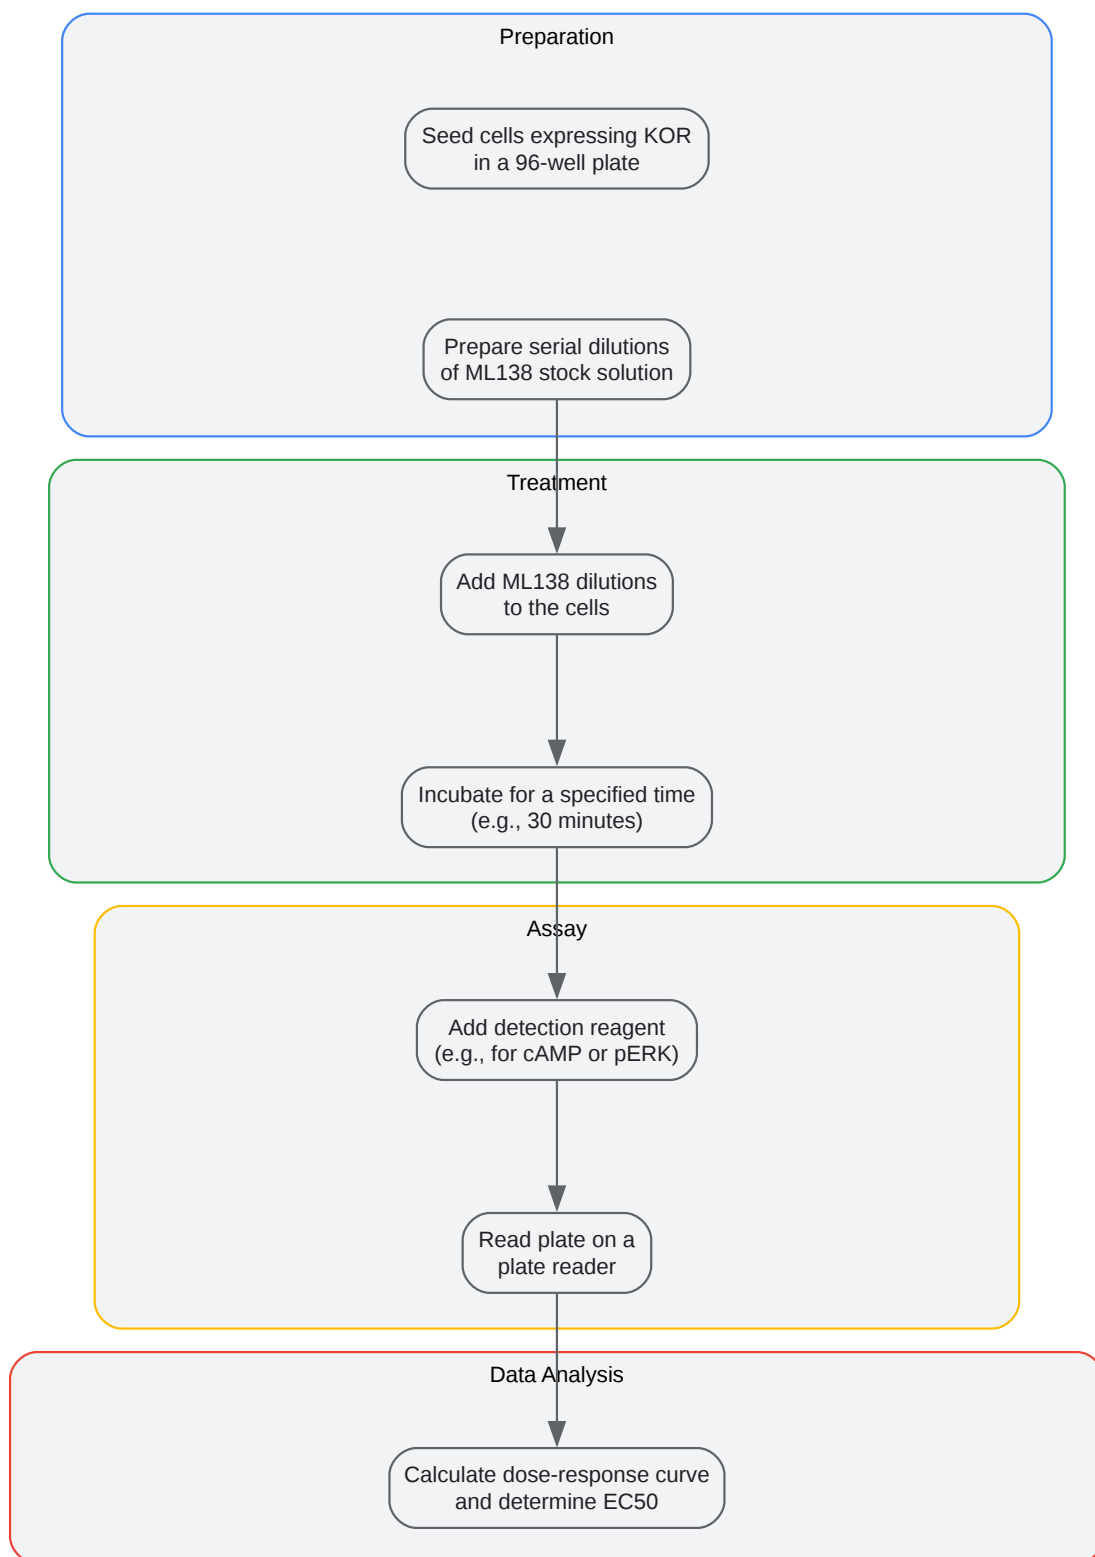 Preparation
Seed cells expressing KOR
in a 96-well plate
Prepare serial dilutions
of ML138 stock solution
Treatment
Add ML138 dilutions
to the cells
Incubate for a specified time
(e.g., 30 minutes)
Assay
Add detection reagent
(e.g., for cAMP or pERK)
Read plate on a
plate reader
Data Analysis
Calculate dose-response curve
and determine EC50